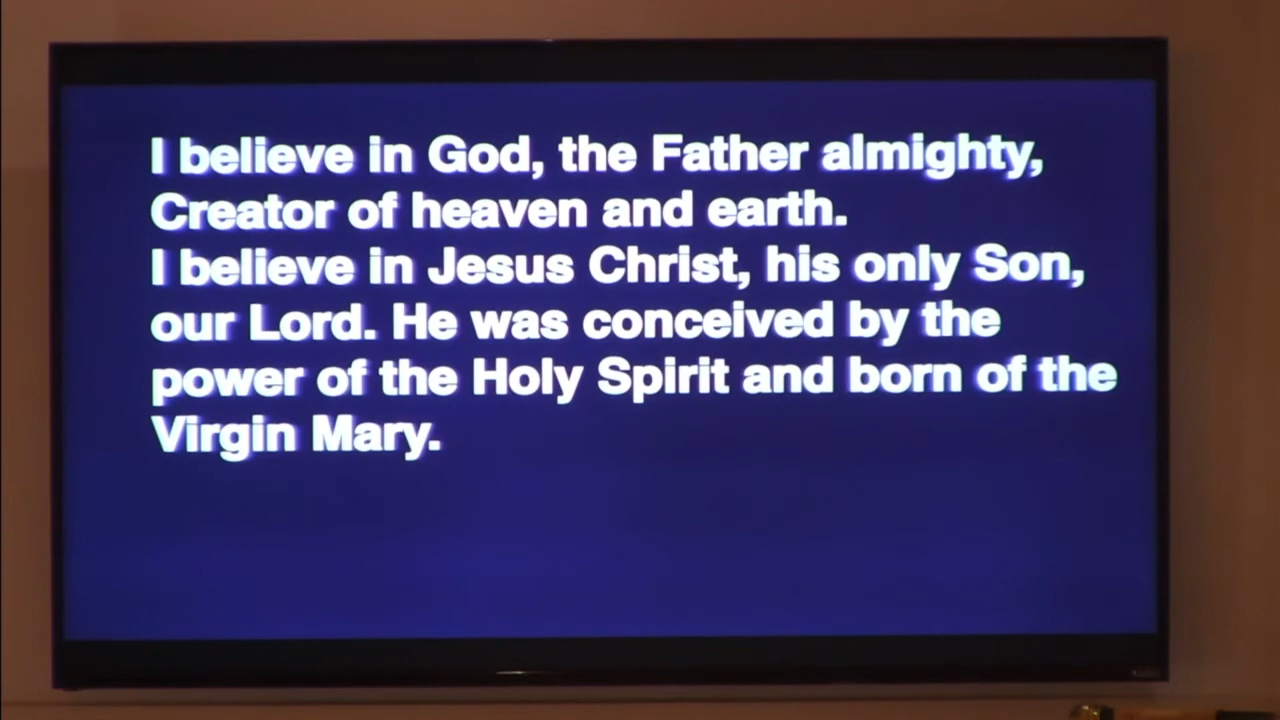 I believe in God, the Father almighty,
Creator of heaven and earth.
I believe in Jesus Christ, his only Son,
our Lord. He was conceived by the
power of the Holy Spirit and born of the
Virgin Mary.